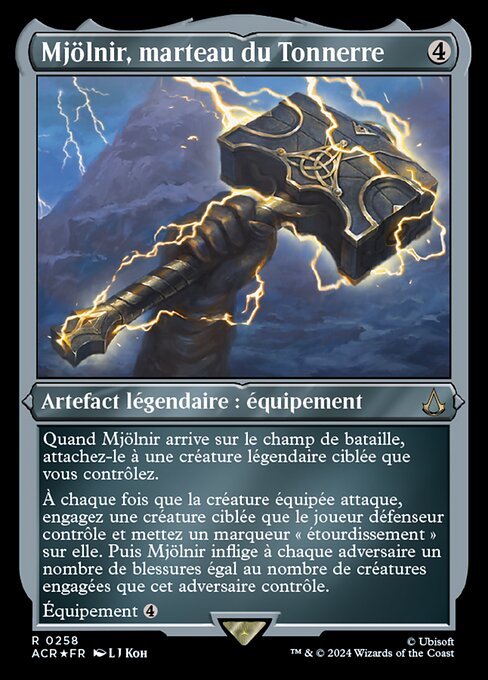 Mjölnir, marteau du Tonnerre 4
Artefact légendaire : équipement
Quand Mjölnir arrive sur le champ de bataille,
attachez-le à une créature légendaire ciblée que
vous contrôlez.
À chaque fois que la créature équipée attaque,
engagez une créature ciblée que le joueur défenseur
contrôle et mettez un marqueur « étourdissement »
sur elle. Puis Mjölnir inflige à chaque adversaire un
nombre de blessures égal au nombre de créatures
engagées que cet adversaire contrôle.
Équipement 4
R 0258
ACR★FR LJ Koh
© Ubisoft
™ & © 2024 Wizards of the Coast